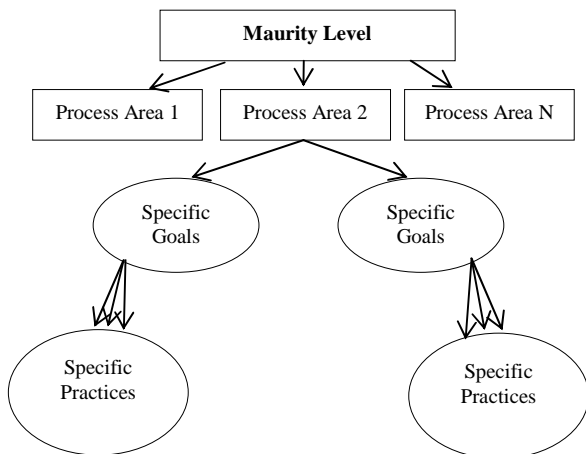 Maurity Level
Process Area 1
Process Area 2
Process Area N
Specific
Goals
Specific
Goals
Specific
Practices
Specific
Practices